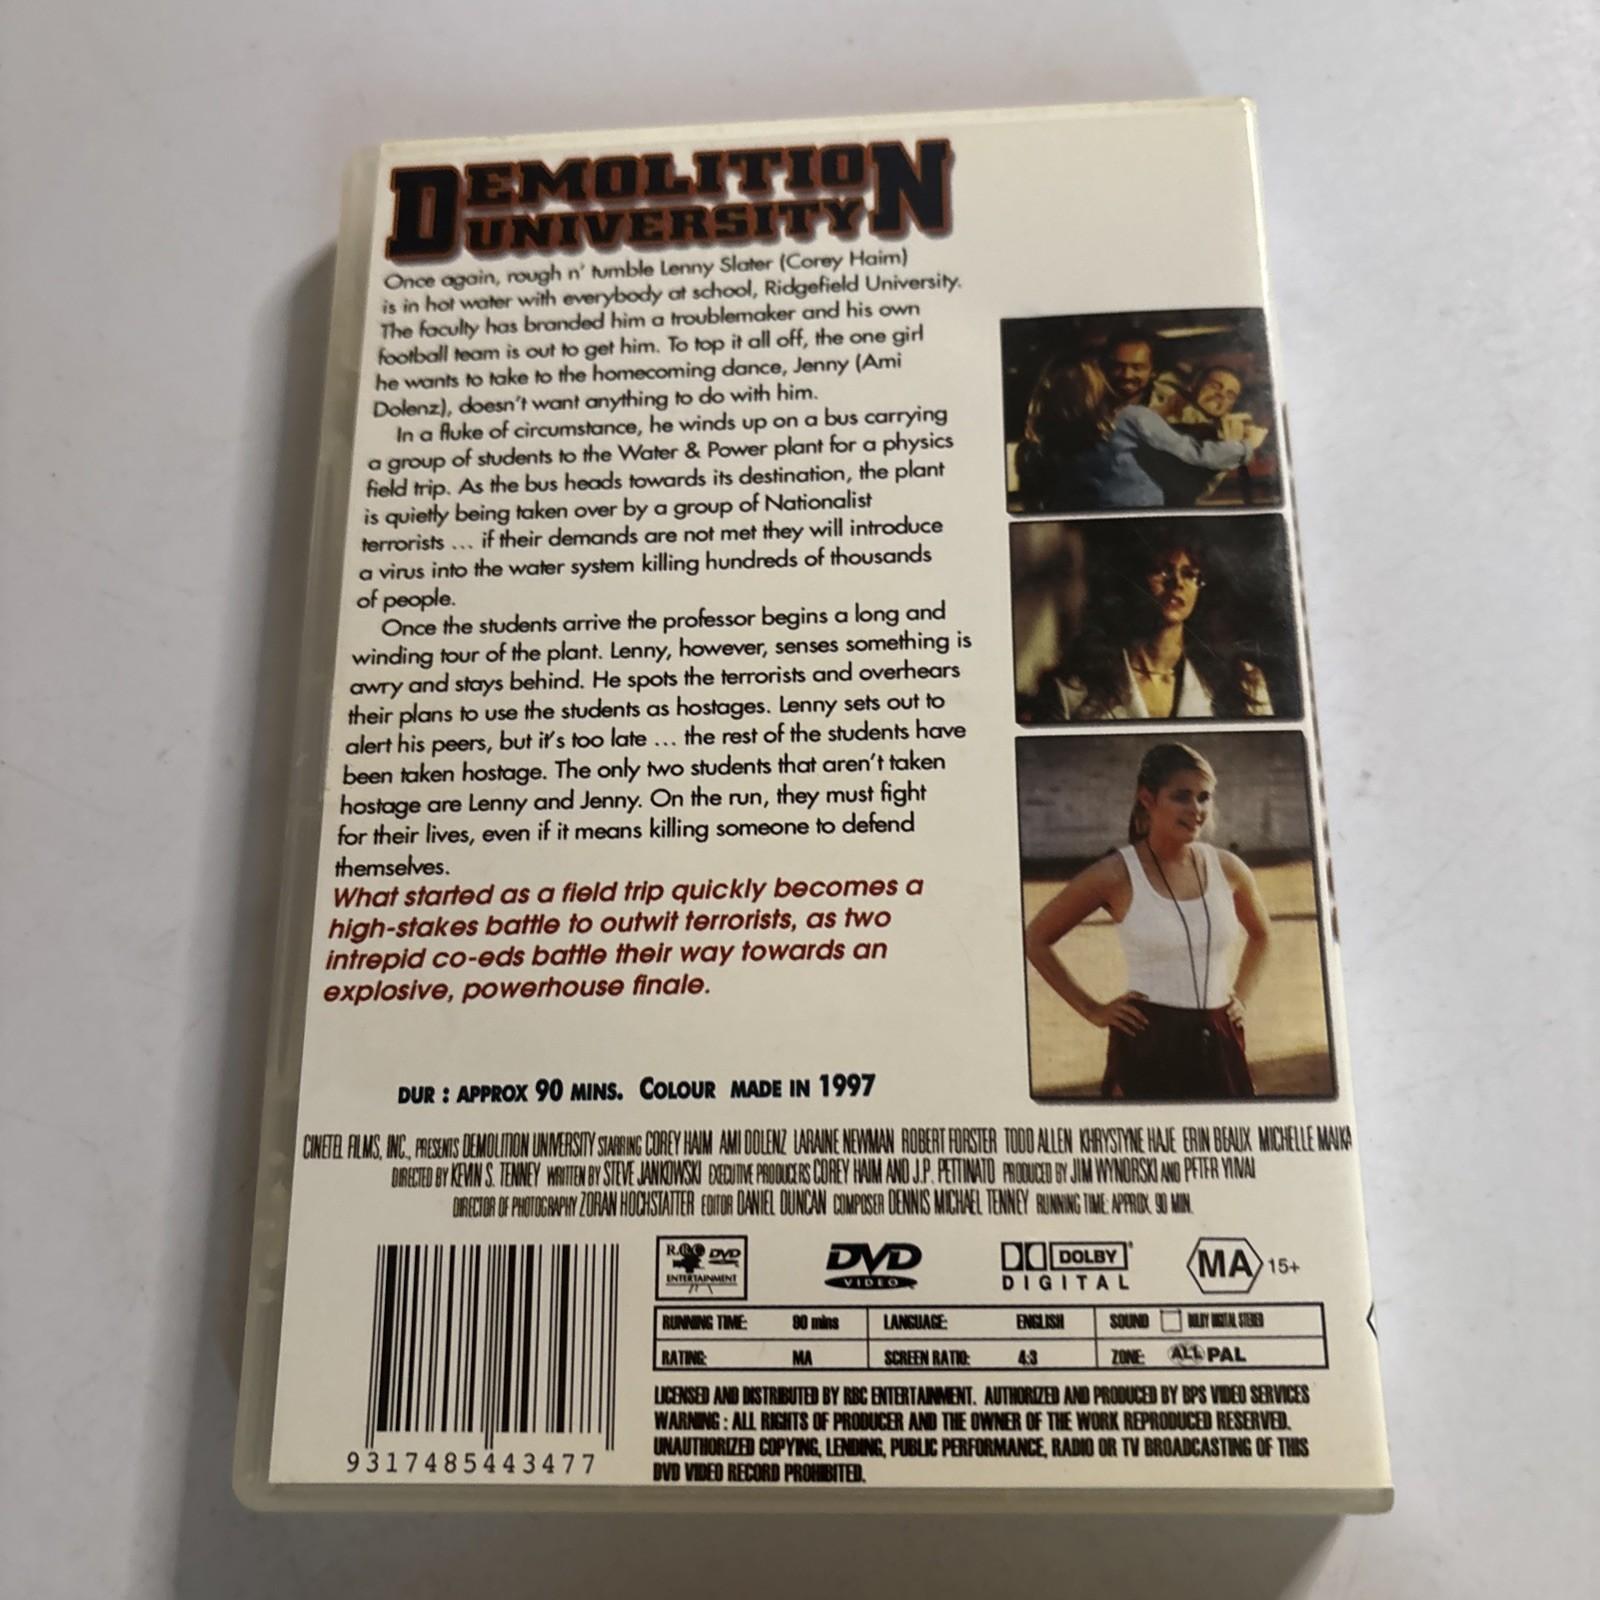 DEMOLITION
UNIVERSITY
Once again, rough n' tumble Lenny Slater (Corey Haim)
is in hot water with everybody at school, Ridgefield University.
The faculty has branded him a troublemaker and his own
football team is out to get him. To top it all off, the one girl
he wants to take to the homecoming dance, Jenny (Ami
Dolenz), doesn't want anything to do with him.
In a fluke of circumstance, he winds up on a bus carrying
a group of students to the Water & Power plant for a physics
field trip. As the bus heads towards its destination, the plant
is quietly being taken over by a group of Nationalist
terrorists ... if their demands are not met they will introduce
a virus into the water system killing hundreds of thousands
of people.
Once the students arrive the professor begins a long and
winding tour of the plant. Lenny, however, senses something is
awry and stays behind. He spots the terrorists and overhears
their plans to use the students as hostages. Lenny sets out to
alert his peers, but it's too late ... the rest of the students have
been taken hostage. The only two students that aren't taken
hostage are Lenny and Jenny. On the run, they must fight
for their lives, even if it means killing someone to defend
themselves.
What started as a field trip quickly becomes a
high-stakes battle to outwit terrorists, as two
intrepid co-eds battle their way towards an
explosive, powerhouse finale.
DUR : APPROX 90 MINS. COLOUR MADE IN 1997
CINETEL FILMS, INC., PRESENTS DEMOLITION UNIVERSITY STARRING COREY HAIM AMI DOLENZ LARAINE NEWMAN ROBERT FORSTER TODD ALLEN KHRYSTYNE HAJE ERIN BEAUX MICHELLE MAIKA
DIRECTED BY KEVIN S. TENNEY WRITTEN BY STEVE JANKOWSKI EXECUTIVE PRODUCERS COREY HAIM AND J.P. PETTINATO PRODUCED BY JIM WYNORSKI AND PETER YUVAL
DIRECTOR OF PHOTOGRAPHY ZORAN HOCHSTATTER EDITOR DANIEL DUNCAN COMPOSER DENNIS MICHAEL TENNEY RUNNING TIME: APPROX. 90 MIN.
DVD
ENTERTAINMENT
DVD
VIDEO
DOLBY
DIGITAL
MA 15+
RUNNING TIME: 90 mins LANGUAGE: ENGLISH SOUND DOLBY DIGITAL STEREO
RATING: MA SCREEN RATIO: 4:3 ZONE: ALL PAL
LICENSED AND DISTRIBUTED BY RBC ENTERTAINMENT. AUTHORIZED AND PRODUCED BY BPS VIDEO SERVICES
WARNING : ALL RIGHTS OF PRODUCER AND THE OWNER OF THE WORK REPRODUCED RESERVED.
UNAUTHORIZED COPYING, LENDING, PUBLIC PERFORMANCE, RADIO OR TV BROADCASTING OF THIS
DVD VIDEO RECORD PROHIBITED.
9317485443477